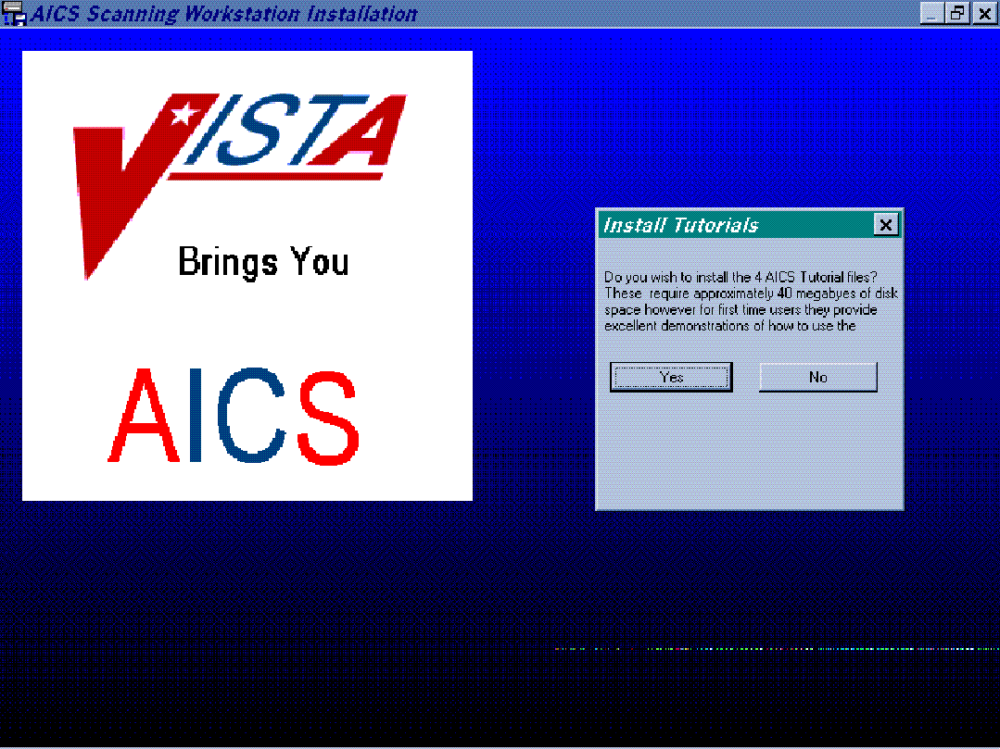 AICS Scanning Workstation Installation
VISTA
Brings You
AICS
Install Tutorials
Do you wish to install the 4 AICS Tutorial files?
These require approximately 40 megabyes of disk
space however for first time users they provide
excellent demonstrations of how to use the
Yes
No